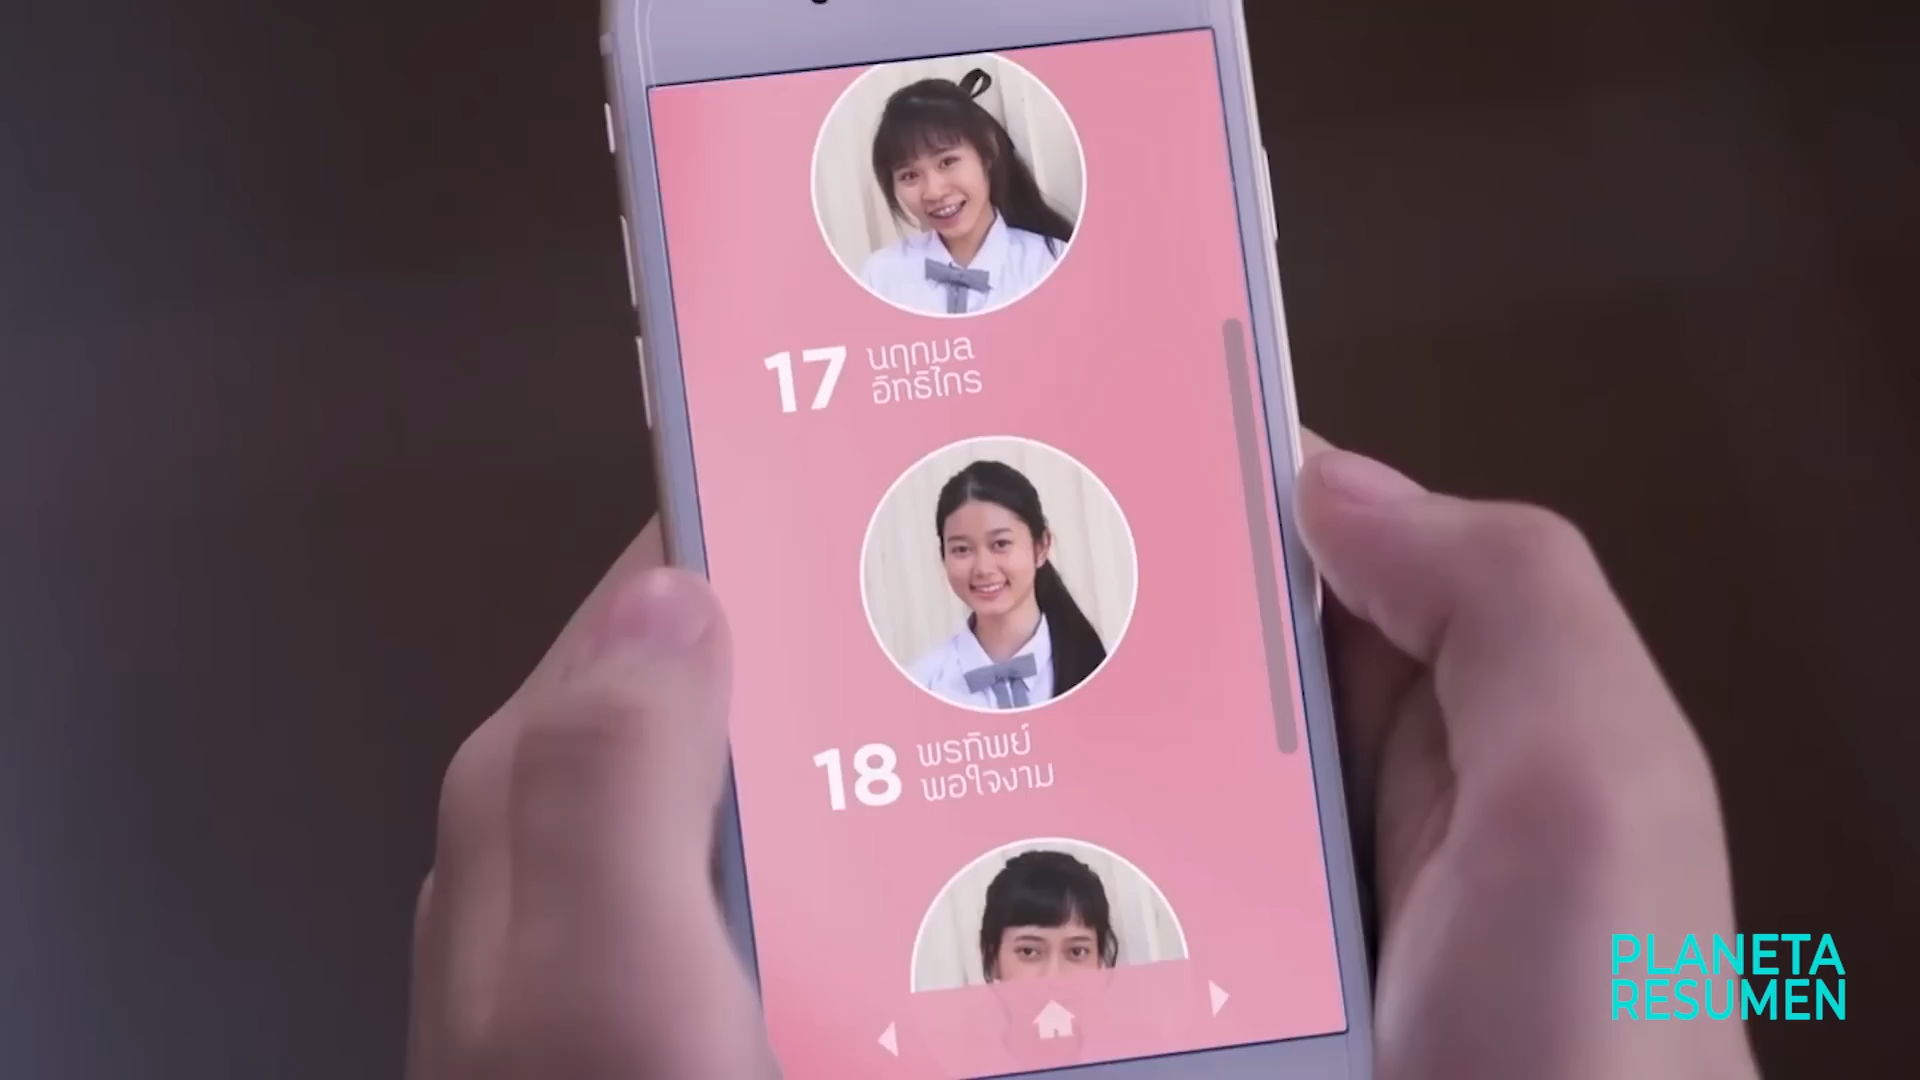 17 นฤกมล
อิทธิไกร
18 พรทิพย์
พอใจงาม
PLANETA
RESUMEN